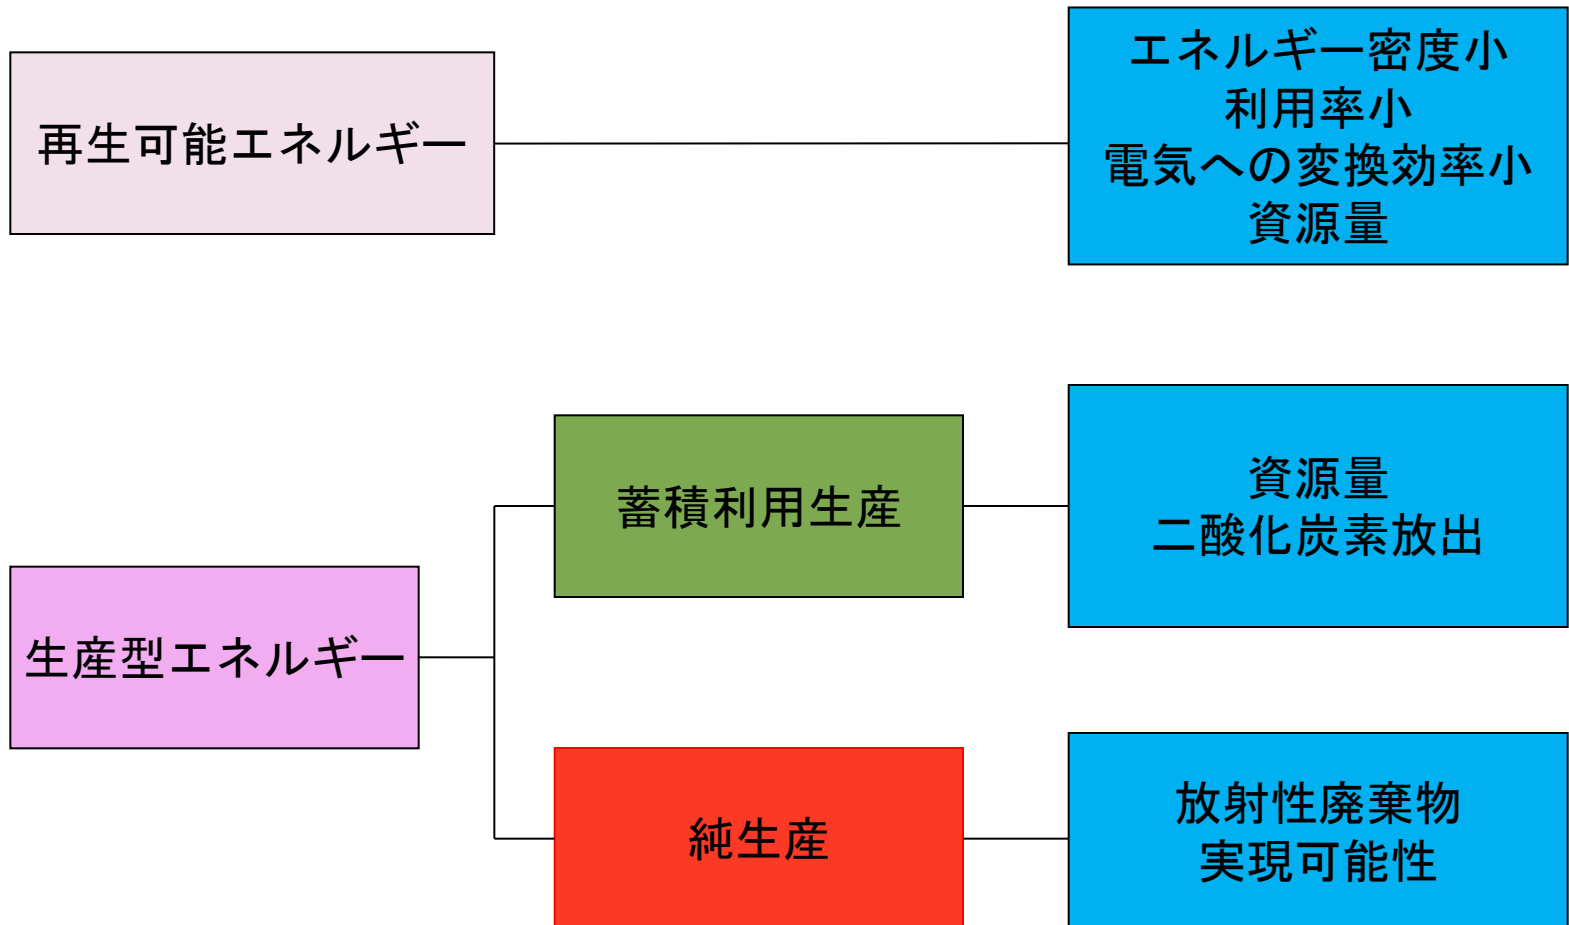 再生可能エネルギー
エネルギー密度小
利用率小
電気への変換効率小
資源量
生産型エネルギー
蓄積利用生産
資源量
二酸化炭素放出
純生産
放射性廃棄物
実現可能性